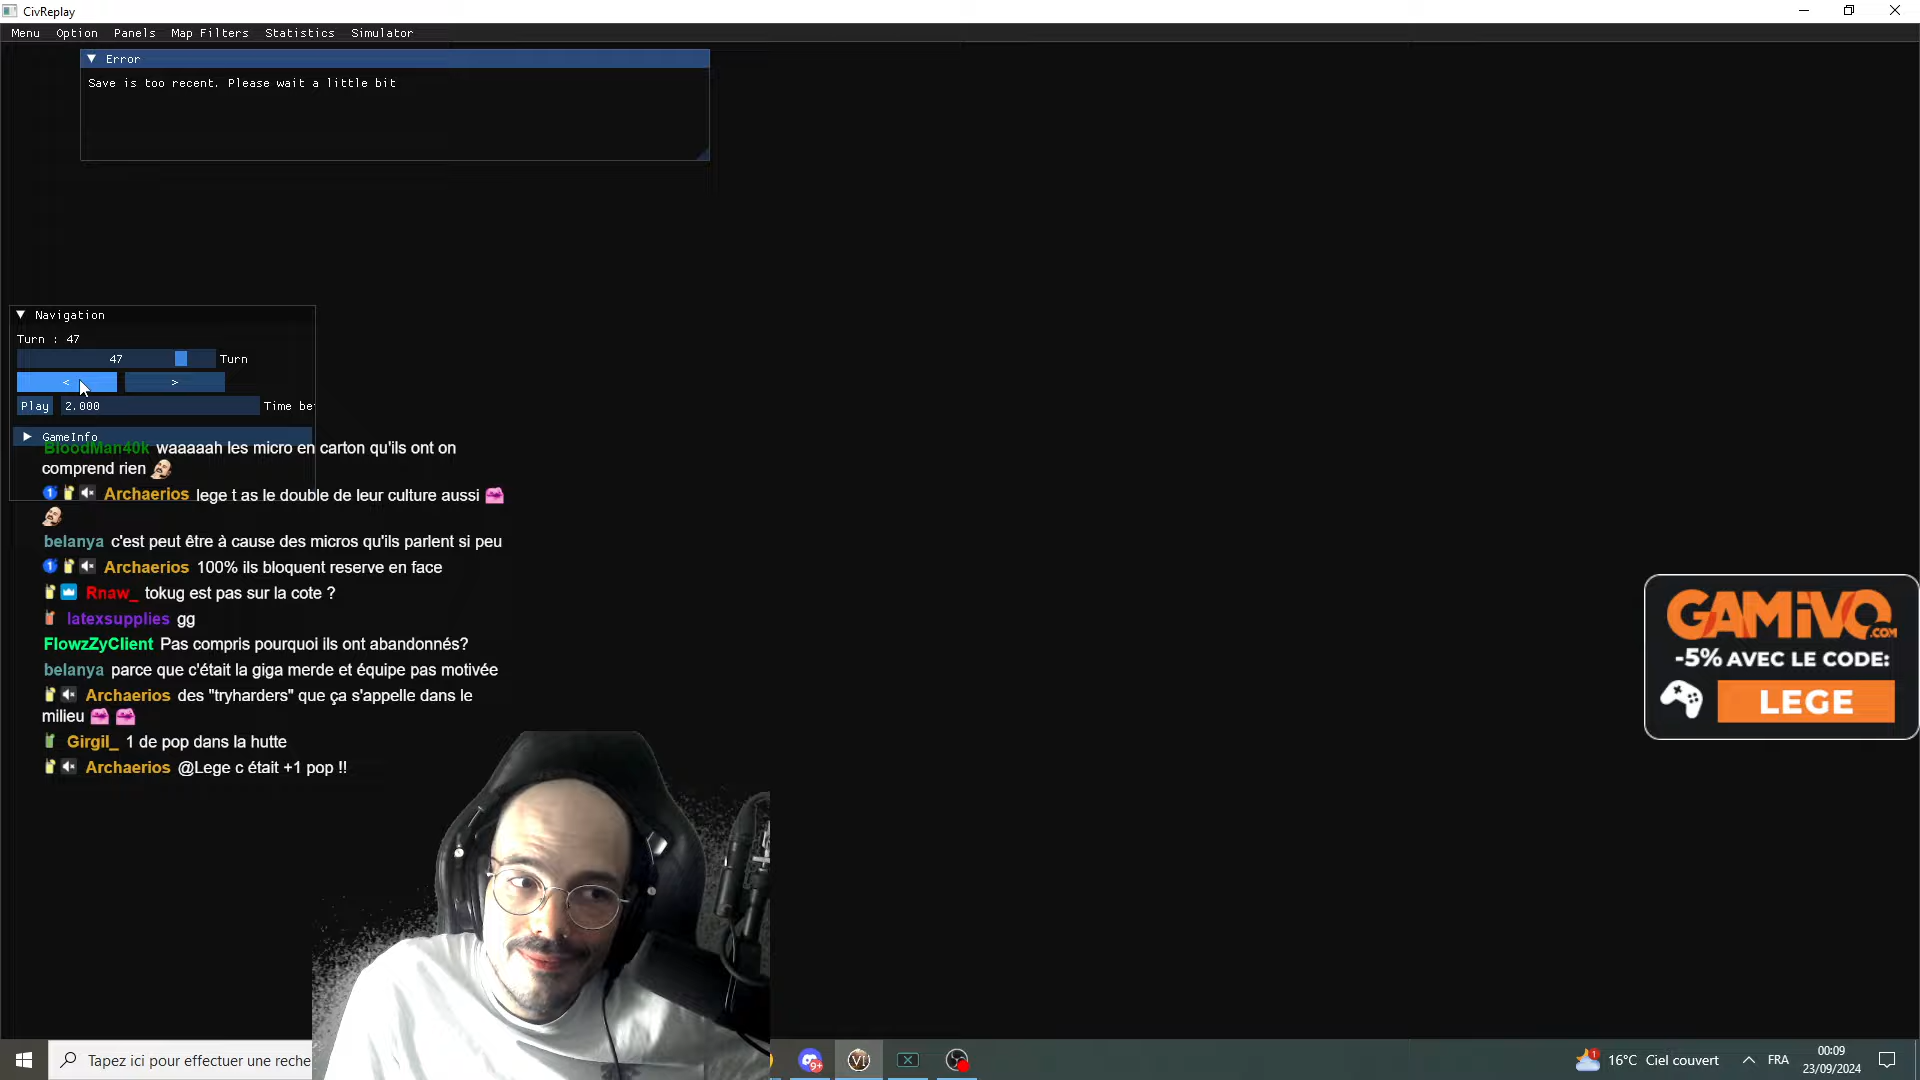 CivReplay
Menu Option Panels Map Filters Statistics Simulator
Error
Save is too recent. Please wait a little bit
Navigation
Turn : 47
47 Turn
< >
Play 2.000 Time be
GameInfo
BloodMan40k waaaaah les micro en carton qu'ils ont on
comprend rien
Archaerios lege t as le double de leur culture aussi
belanya c'est peut être à cause des micros qu'ils parlent si peu
Archaerios 100% ils bloquent reserve en face
Rnaw_ tokug est pas sur la cote ?
latexsupplies gg
FlowzZyClient Pas compris pourquoi ils ont abandonnés?
belanya parce que c'était la giga merde et équipe pas motivée
Archaerios des "tryharders" que ça s'appelle dans le
milieu
Girgil_ 1 de pop dans la hutte
Archaerios @Lege c était +1 pop !!
GAMiVO.COM
-5% AVEC LE CODE:
LEGE
Tapez ici pour effectuer une reche
9+
VI
1
16°C Ciel couvert
FRA
00:09
23/09/2024